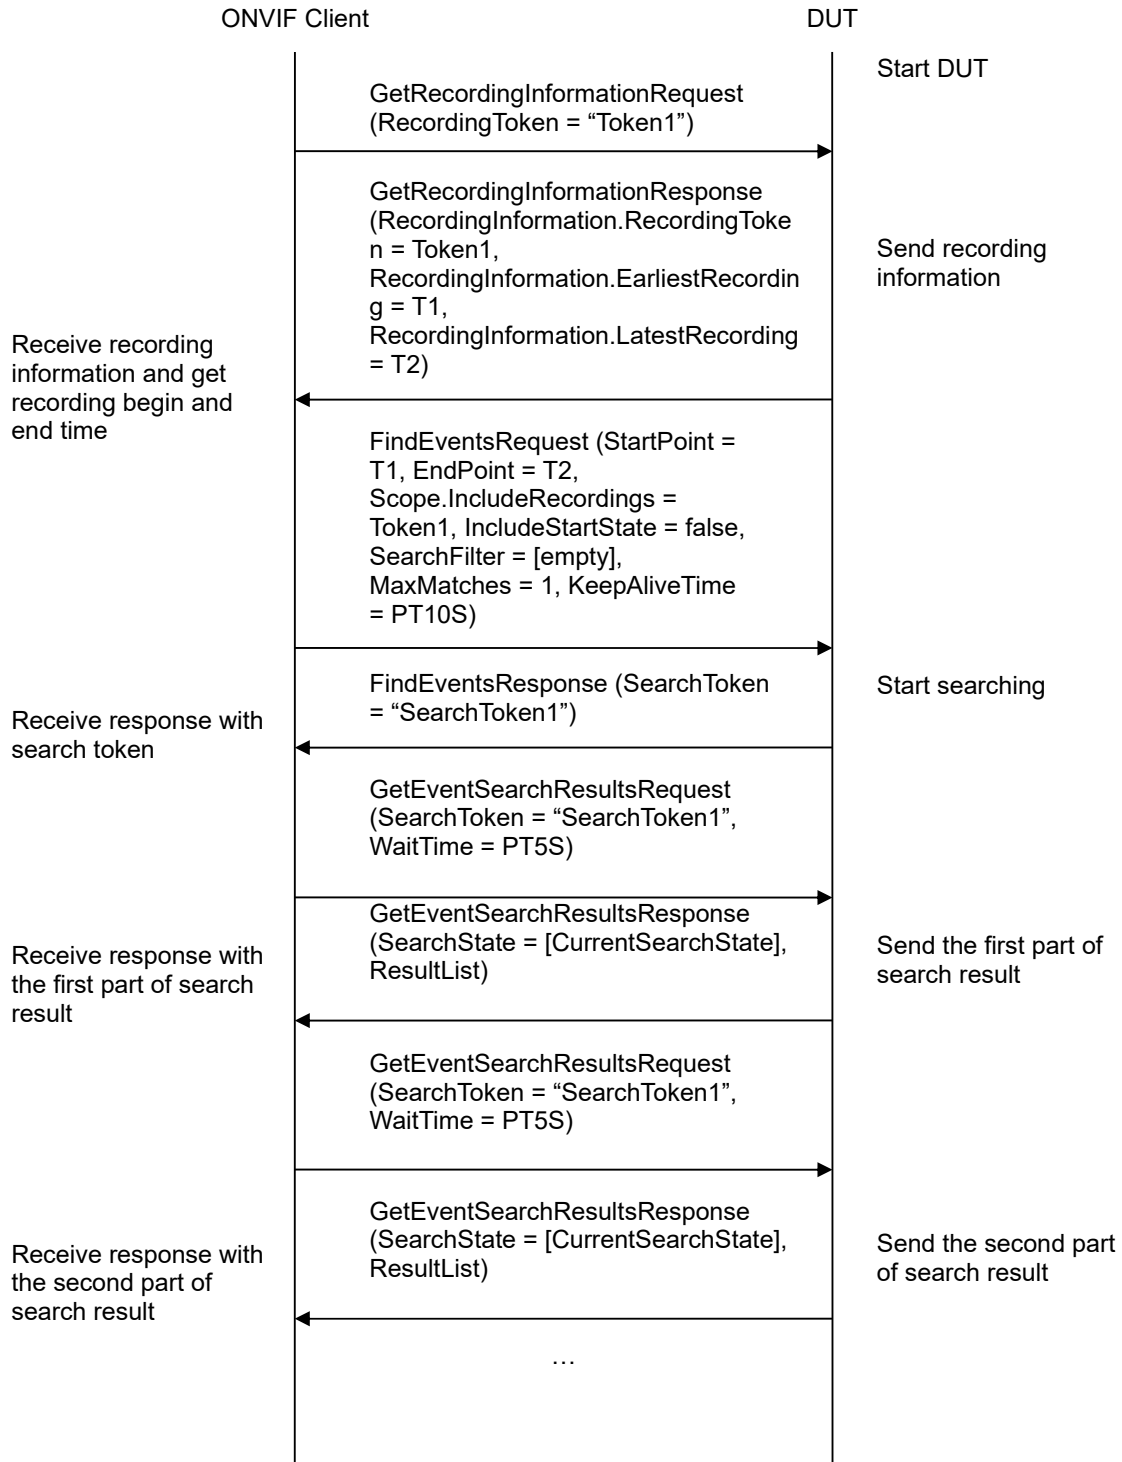 ONVIF Client
DUT
Start DUT
GetRecordingInformationRequest
(RecordingToken = “Token1”)
GetRecordingInformationResponse
(RecordingInformation.RecordingToke
n = Token1,
RecordingInformation.EarliestRecordin
g = T1,
RecordingInformation.LatestRecording
= T2)
Send recording
information
Receive recording
information and get
recording begin and
end time
FindEventsRequest (StartPoint =
T1, EndPoint = T2,
Scope.IncludeRecordings =
Token1, IncludeStartState = false,
SearchFilter = [empty],
MaxMatches = 1, KeepAliveTime
= PT10S)
FindEventsResponse (SearchToken
= “SearchToken1”)
Start searching
Receive response with
search token
GetEventSearchResultsRequest
(SearchToken = “SearchToken1”,
WaitTime = PT5S)
GetEventSearchResultsResponse
(SearchState = [CurrentSearchState],
ResultList)
Send the first part of
search result
Receive response with
the first part of search
result
GetEventSearchResultsRequest
(SearchToken = “SearchToken1”,
WaitTime = PT5S)
GetEventSearchResultsResponse
(SearchState = [CurrentSearchState],
ResultList)
Send the second part
of search result
Receive response with
the second part of
search result
…